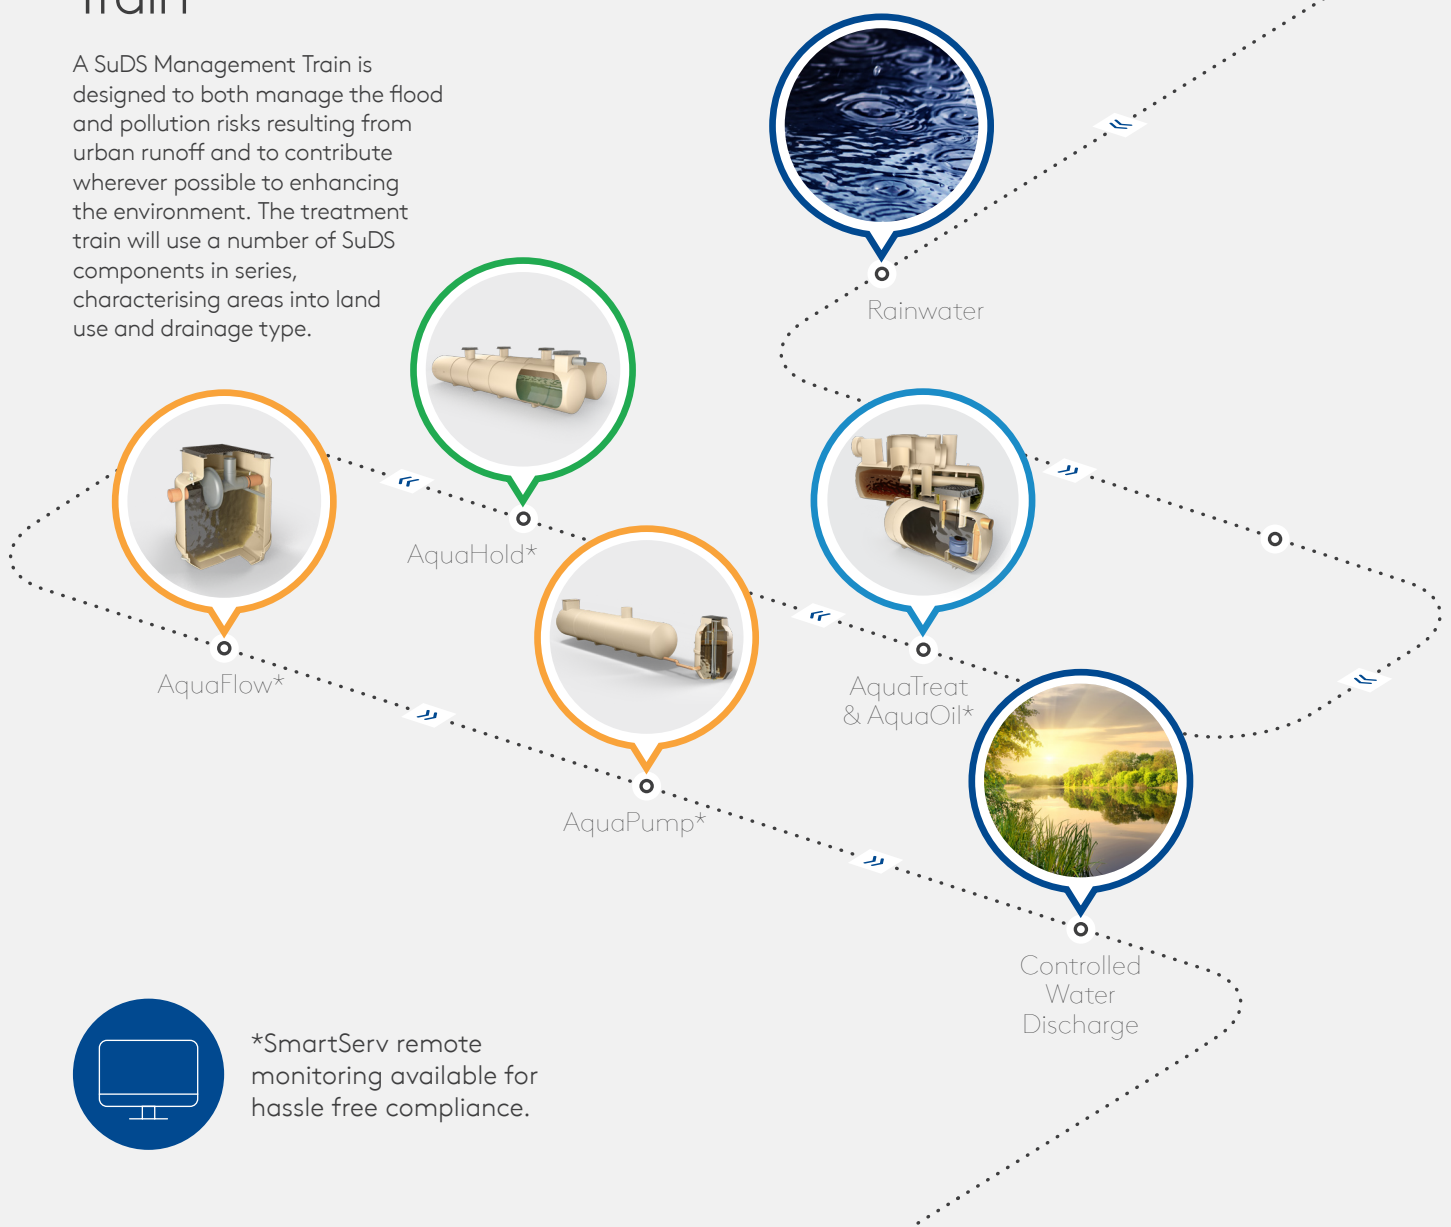 Train
A SuDS Management Train is
designed to both manage the flood
and pollution risks resulting from
urban runoff and to contribute
wherever possible to enhancing
the environment. The treatment
train will use a number of SuDS
components in series,
characterising areas into land
use and drainage type.
Rainwater
AquaHold*
AquaFlow*
AquaTreat
& AquaOil*
AquaPump*
Controlled
Water
Discharge
*SmartServ remote
monitoring available for
hassle free compliance.